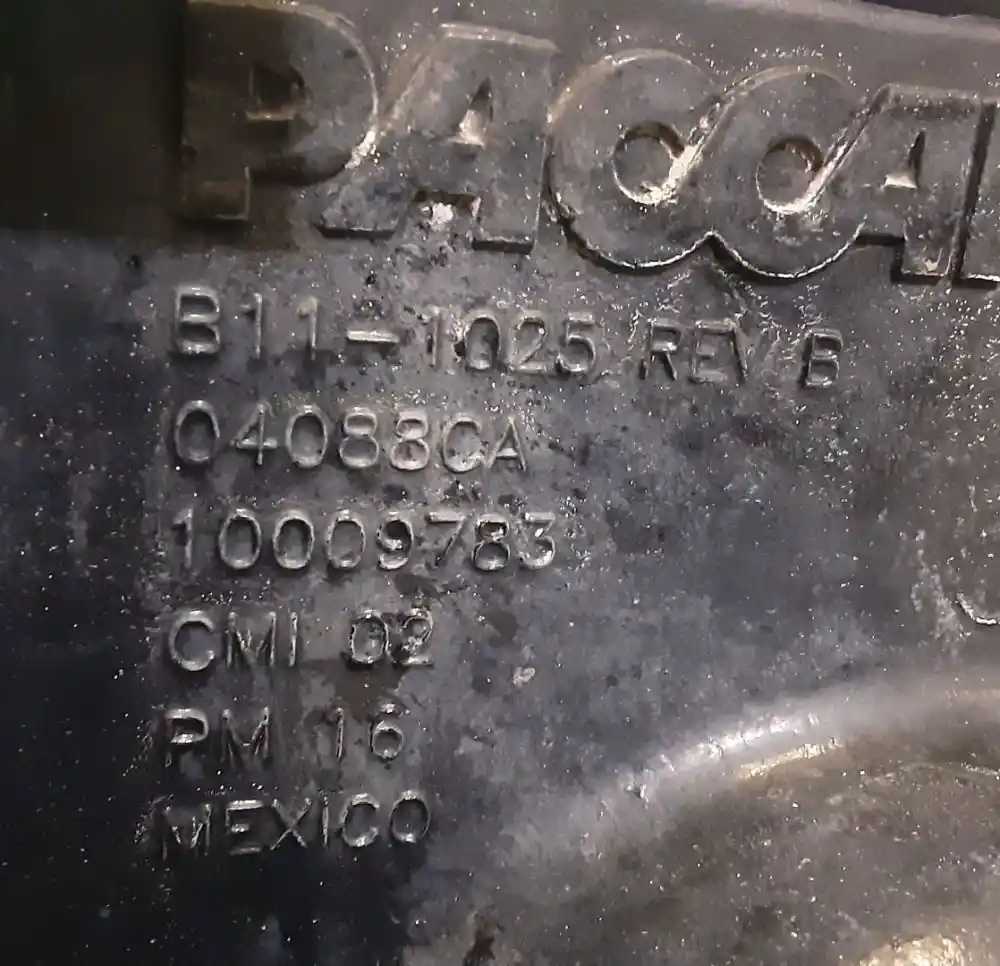 PACCAR
B11-1025 REV B
04088CA
10009783
CMI 02
PM 16
MEXICO